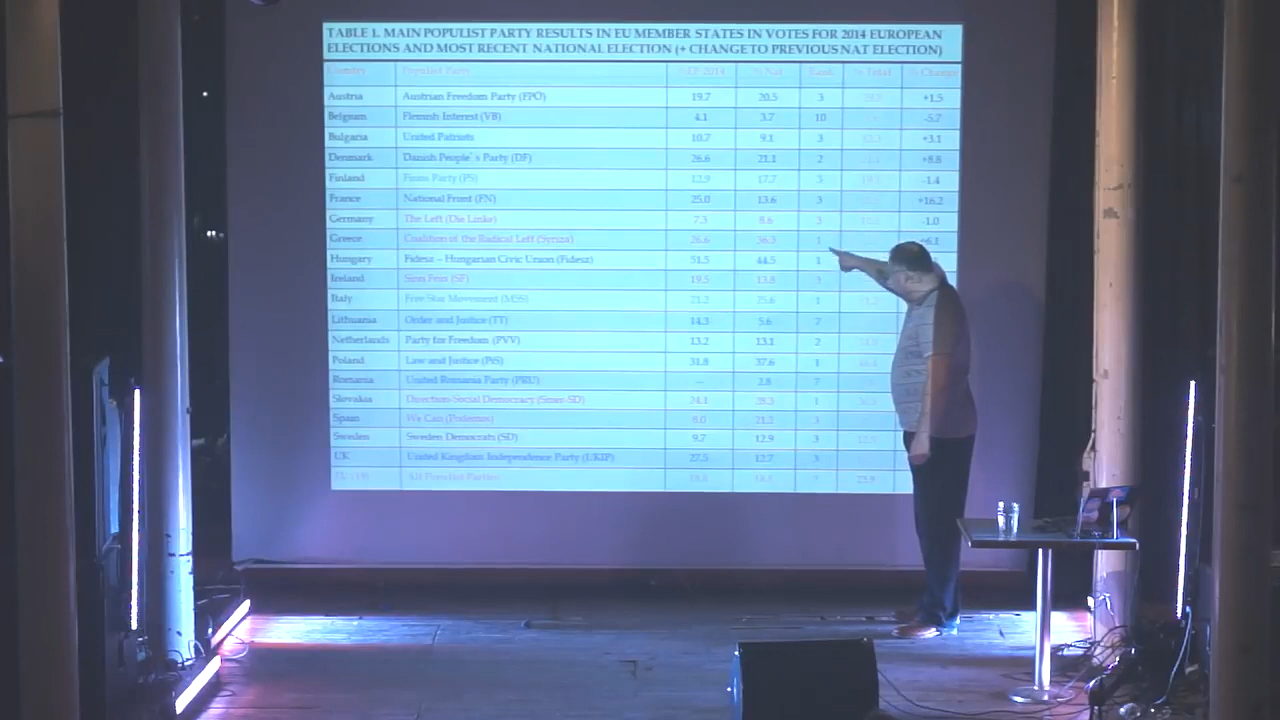 TABLE 1. MAIN POPULIST PARTY RESULTS IN EU MEMBER STATES IN VOTES FOR 2014 EUROPEAN
ELECTIONS AND MOST RECENT NATIONAL ELECTION (+ CHANGE TO PREVIOUS NAT ELECTION)
Country Populist Party % EP 2014 % Nat Rank % Total % Change
Austria Austrian Freedom Party (FPÖ) 19.7 20.5 3 +1.5
Belgium Flemish Interest (VB) 4.1 3.7 10 -5.7
Bulgaria United Patriots 10.7 9.1 3 +3.1
Denmark Danish People's Party (DF) 26.6 21.1 2 +8.8
Finland Finns Party (PS) 12.9 17.7 3 -1.4
France National Front (FN) 25.0 13.6 3 +16.2
Germany The Left (Die Linke) 7.3 8.6 3 -1.0
Greece Coalition of the Radical Left (Syriza) 26.6 36.3 1
Hungary Fidesz – Hungarian Civic Union (Fidesz) 51.5 44.5 1
Ireland Sinn Fein (SF) 19.5 13.8 3
Italy Five Star Movement (M5S) 21.2 25.6 1
Lithuania Order and Justice (TT) 14.3 5.6 7
Netherlands Party for Freedom (PVV) 13.2 13.1 2
Poland Law and Justice (PiS) 31.8 37.6 1
Romania United Romania Party (PRU) -- 2.8 7
Slovakia Direction-Social Democracy (Smer-SD) 24.1 28.3 1
Spain We Can (Podemos) 8.0 21.2 3
Sweden Sweden Democrats (SD) 9.7 12.9 3
UK United Kingdom Independence Party (UKIP) 27.5 12.7 3
All Populist Parties